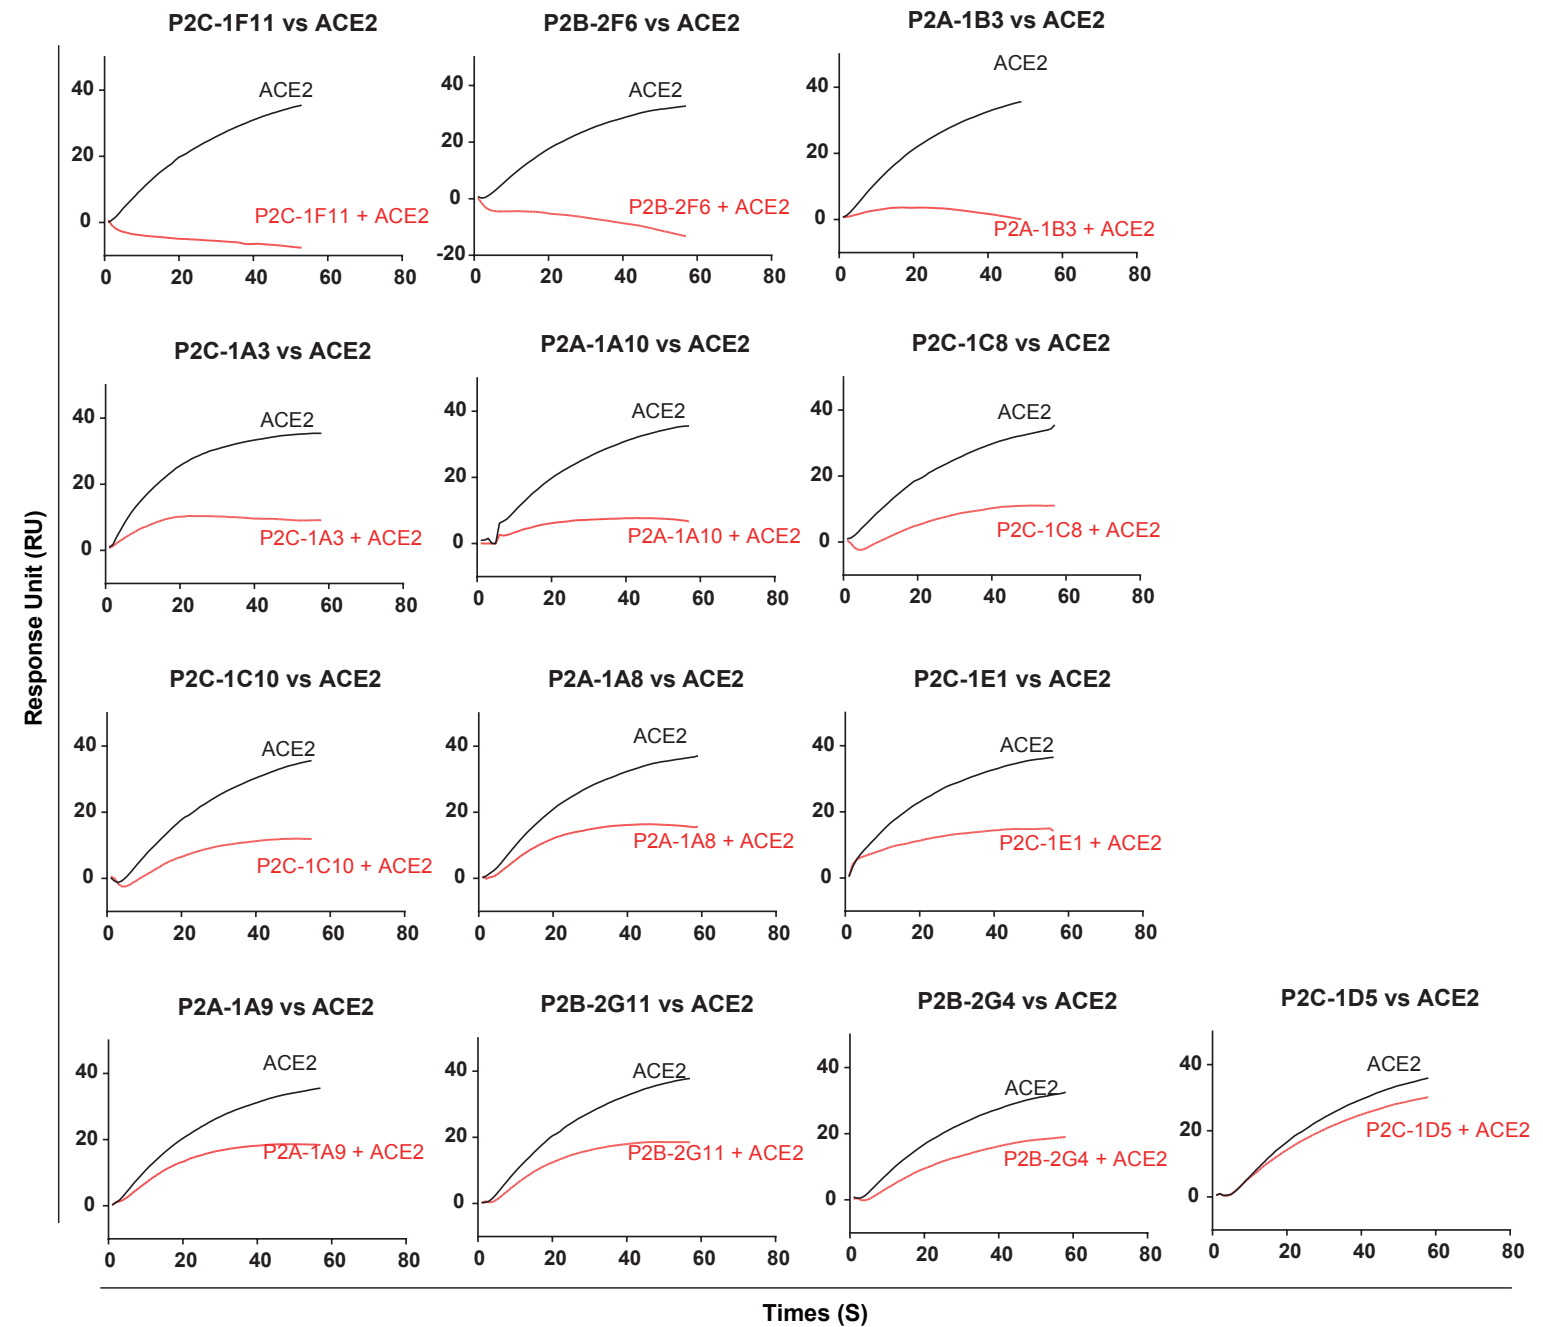 P2C-1F11 vs ACE2
P2B-2F6 vs ACE2
P2A-1B3 vs ACE2
40
20
0
ACE2
P2C-1F11 + ACE2
0 20 40 60 80
40
20
0
-20
ACE2
P2B-2F6 + ACE2
0 20 40 60 80
40
20
0
ACE2
P2A-1B3 + ACE2
0 20 40 60 80
P2C-1A3 vs ACE2
P2A-1A10 vs ACE2
P2C-1C8 vs ACE2
40
20
0
ACE2
P2C-1A3 + ACE2
0 20 40 60 80
40
20
0
ACE2
P2A-1A10 + ACE2
0 20 40 60 80
40
20
0
ACE2
P2C-1C8 + ACE2
0 20 40 60 80
Response Unit (RU)
P2C-1C10 vs ACE2
P2A-1A8 vs ACE2
P2C-1E1 vs ACE2
40
20
0
ACE2
P2C-1C10 + ACE2
0 20 40 60 80
40
20
0
ACE2
P2A-1A8 + ACE2
0 20 40 60 80
40
20
0
ACE2
P2C-1E1 + ACE2
0 20 40 60 80
P2A-1A9 vs ACE2
P2B-2G11 vs ACE2
P2B-2G4 vs ACE2
P2C-1D5 vs ACE2
40
20
0
ACE2
P2A-1A9 + ACE2
0 20 40 60 80
40
20
0
ACE2
P2B-2G11 + ACE2
0 20 40 60 80
40
20
0
ACE2
P2B-2G4 + ACE2
0 20 40 60 80
40
20
0
ACE2
P2C-1D5 + ACE2
0 20 40 60 80
Times (S)